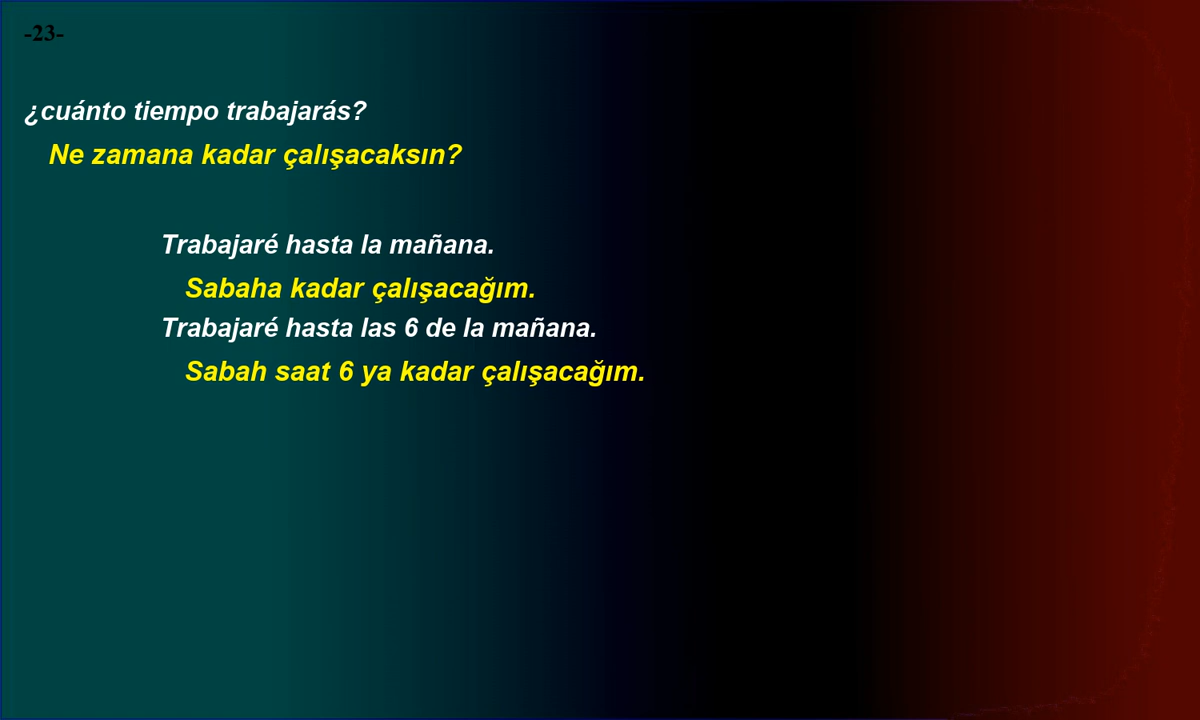 -23-
¿cuánto tiempo trabajarás?
Ne zamana kadar çalışacaksın?
Trabajaré hasta la mañana.
Sabaha kadar çalışacağım.
Trabajaré hasta las 6 de la mañana.
Sabah saat 6 ya kadar çalışacağım.